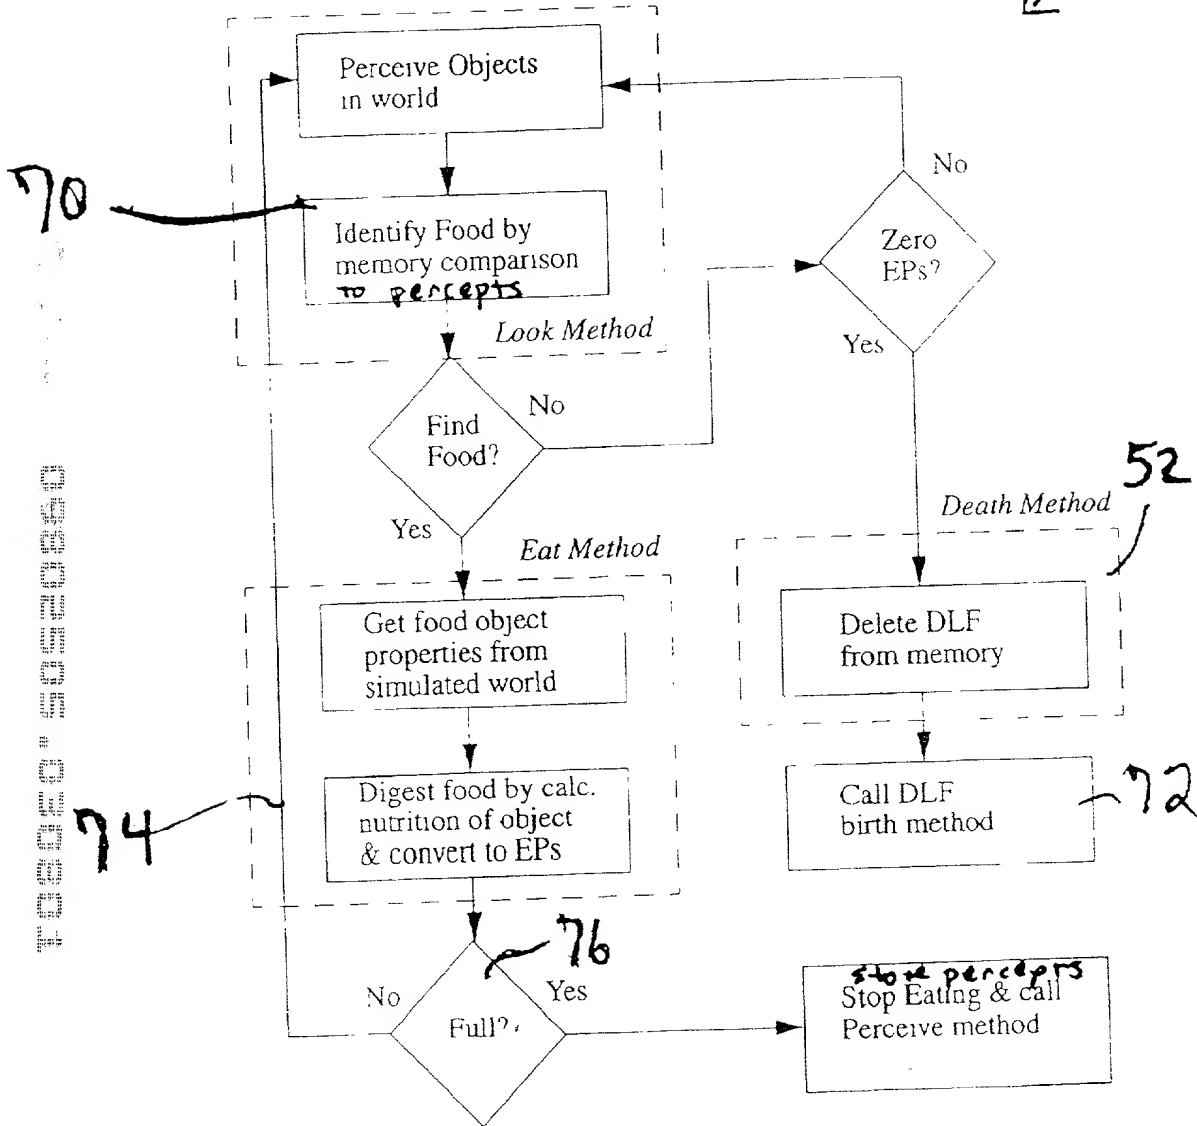 Perceive Objects
in world
No
70
Identify Food by
memory comparison
to percepts
Zero
EPs?
Look Method
Yes
No
Find
Food?
52
Yes
Death Method
Eat Method
Get food object
properties from
simulated world
Delete DLF
from memory
Digest food by calc.
nutrition of object
& convert to EPs
74
Call DLF
birth method
72
76
No
Yes
Full?
store percepts
Stop Eating & call
Perceive method